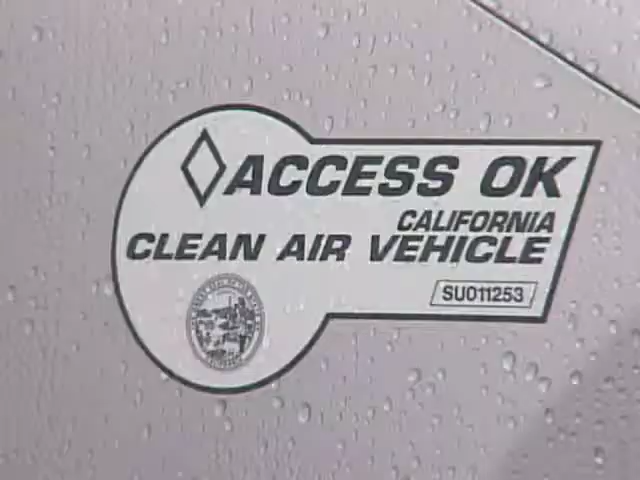 ACCESS OK
CALIFORNIA
CLEAN AIR VEHICLE
SU011253